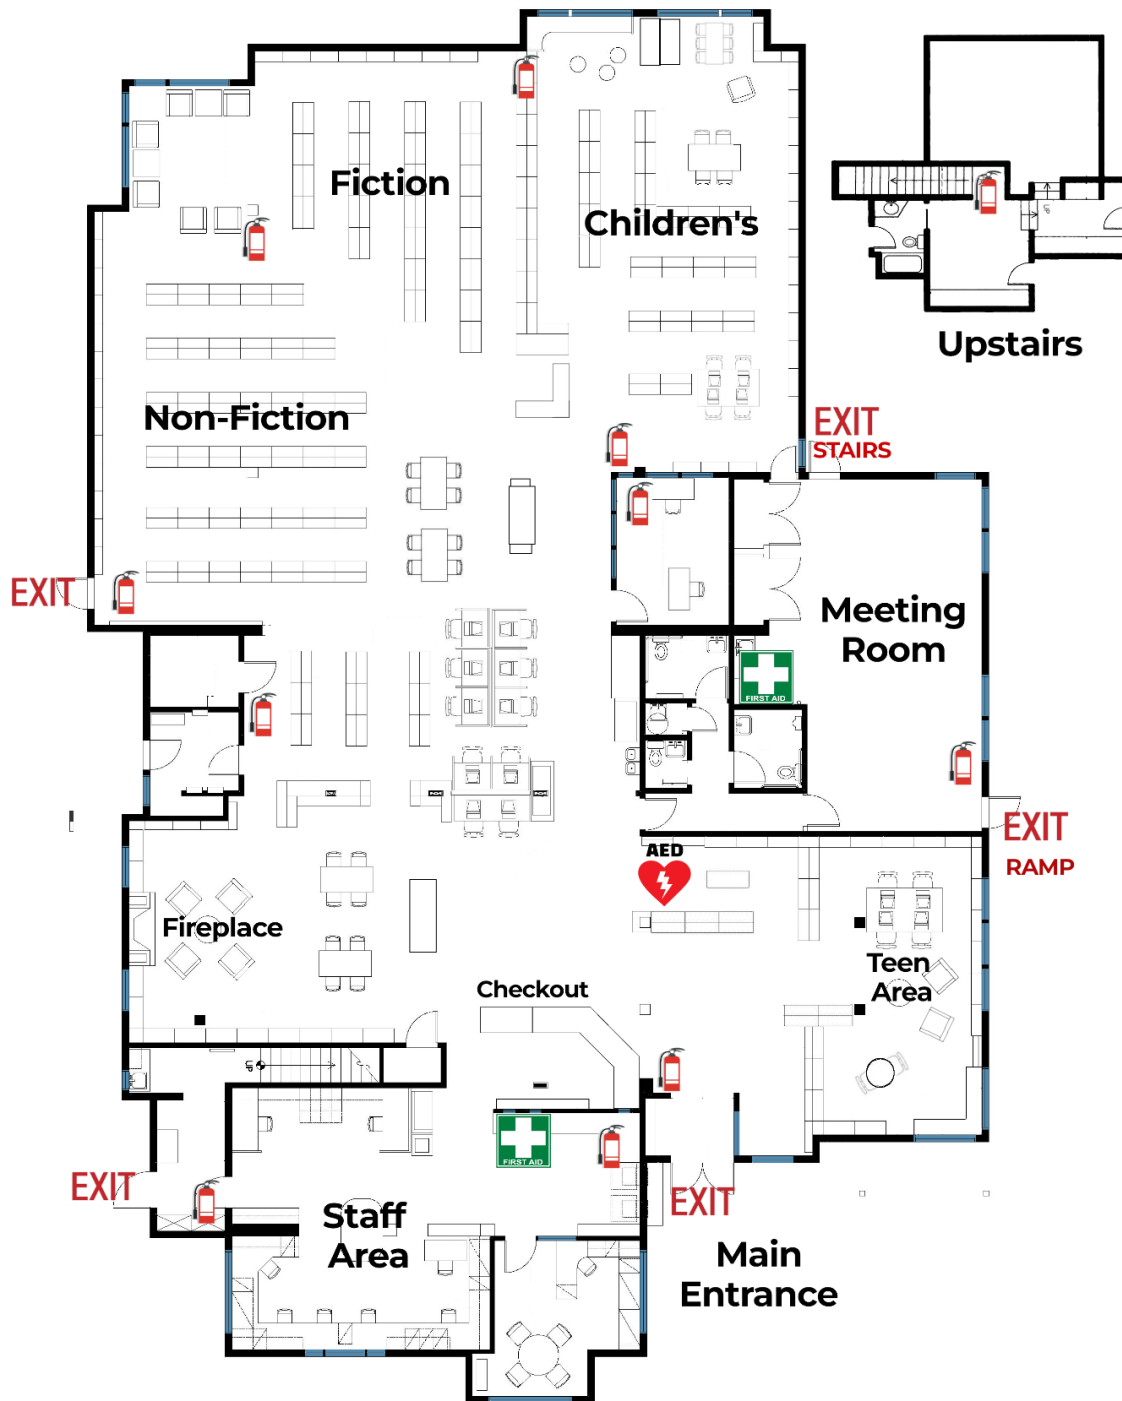 Fiction
Children's
Upstairs
UP
Non-Fiction
EXIT
STAIRS
EXIT
Meeting
Room
FIRST AID
EXIT
RAMP
AED
Fireplace
Teen
Area
Checkout
UP
FIRST AID
EXIT
EXIT
Staff
Area
Main
Entrance